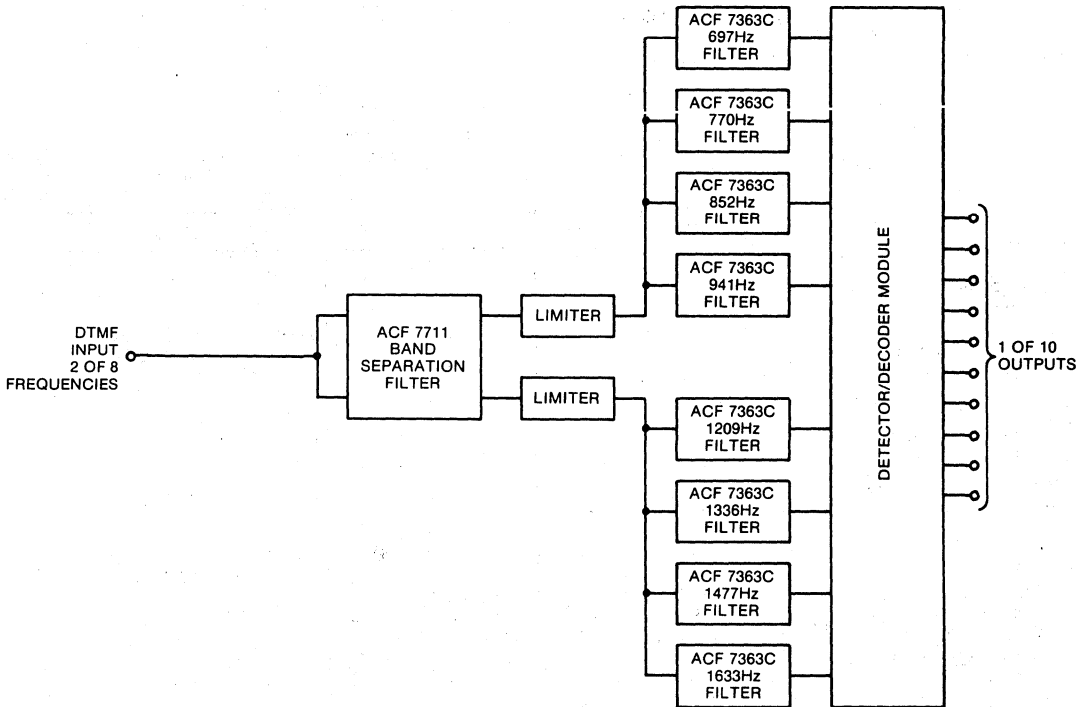 DTMF
INPUT
2 OF 8
FREQUENCIES
ACF 7711
BAND
SEPARATION
FILTER
LIMITER
LIMITER
ACF 7363C
697Hz
FILTER
ACF 7363C
770Hz
FILTER
ACF 7363C
852Hz
FILTER
ACF 7363C
941Hz
FILTER
ACF 7363C
1209Hz
FILTER
ACF 7363C
1336Hz
FILTER
ACF 7363C
1477Hz
FILTER
ACF 7363C
1633Hz
FILTER
DETECTOR/DECODER MODULE
1 OF 10
OUTPUTS